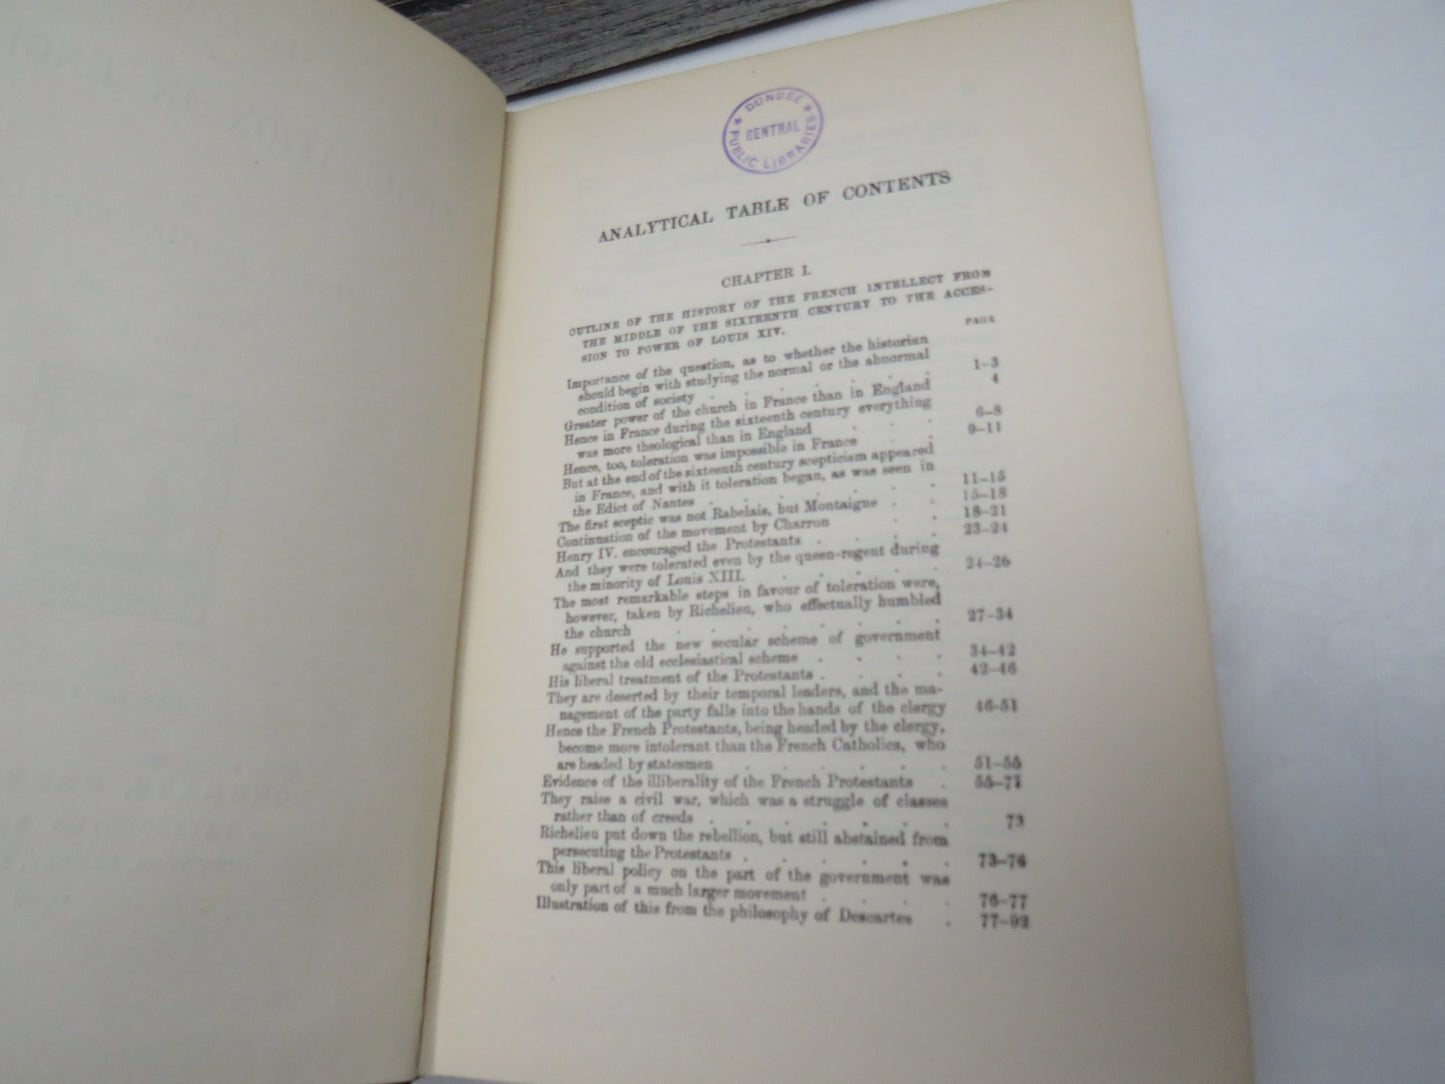 DUNDEE
CENTRAL
PUBLIC LIBRARIES
ANALYTICAL TABLE OF CONTENTS
CHAPTER I.
OUTLINE OF THE HISTORY OF THE FRENCH INTELLECT FROM
THE MIDDLE OF THE SIXTEENTH CENTURY TO THE ACCES-
SION TO POWER OF LOUIS XIV.
PAGE
Importance of the question, as to whether the historian
should begin with studying the normal or the abnormal
condition of society . . . . . . . 1–3
Greater power of the church in France than in England 4
Hence in France during the sixteenth century everything
was more theological than in England . . . 6–8
Hence, too, toleration was impossible in France . . 9–11
But at the end of the sixteenth century scepticism appeared
in France, and with it toleration began, as was seen in
the Edict of Nantes . . . . . . . 11–15
The first sceptic was not Rabelais, but Montaigne . . 15–18
Continuation of the movement by Charron . . 18–21
Henry IV. encouraged the Protestants . . . . 23–24
And they were tolerated even by the queen-regent during
the minority of Louis XIII. . . . . . 24–26
The most remarkable steps in favour of toleration were,
however, taken by Richelieu, who effectually humbled
the church . . . . . . . . 27–34
He supported the new secular scheme of government
against the old ecclesiastical scheme . . . . 34–42
His liberal treatment of the Protestants . . . . 42–46
They are deserted by their temporal leaders, and the ma-
nagement of the party falls into the hands of the clergy 46–51
Hence the French Protestants, being headed by the clergy,
become more intolerant than the French Catholics, who
are headed by statesmen . . . . . . 51–55
Evidence of the illiberality of the French Protestants . 55–71
They raise a civil war, which was a struggle of classes
rather than of creeds . . . . . . . 73
Richelieu put down the rebellion, but still abstained from
persecuting the Protestants . . . . . . 73–76
This liberal policy on the part of the government was
only part of a much larger movement . . . . 76–77
Illustration of this from the philosophy of Descartes . 77–92